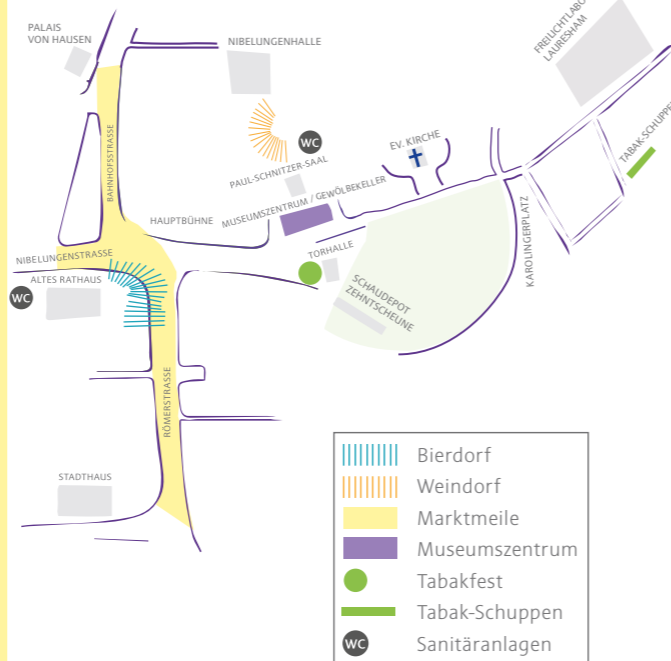 PALAIS
VON HAUSEN
NIBELUNGENHALLE
FREILICHTLABOR
LAURESHAM
TABAK-SCHUPPEN
WC
EV. KIRCHE
PAUL-SCHNITZER-SAAL
BAHNHOFSSTRASSE
MUSEUMSZENTRUM / GEWÖLBEKELLER
HAUPTBÜHNE
KAROLINGERPLATZ
NIBELUNGENSTRASSE
TORHALLE
ALTES RATHAUS
WC
SCHAUDEPOT
ZEHNTSCHEUNE
RÖMERSTRASSE
STADTHAUS
Bierdorf
Weindorf
Marktmeile
Museumszentrum
Tabakfest
Tabak-Schuppen
WC Sanitäranlagen